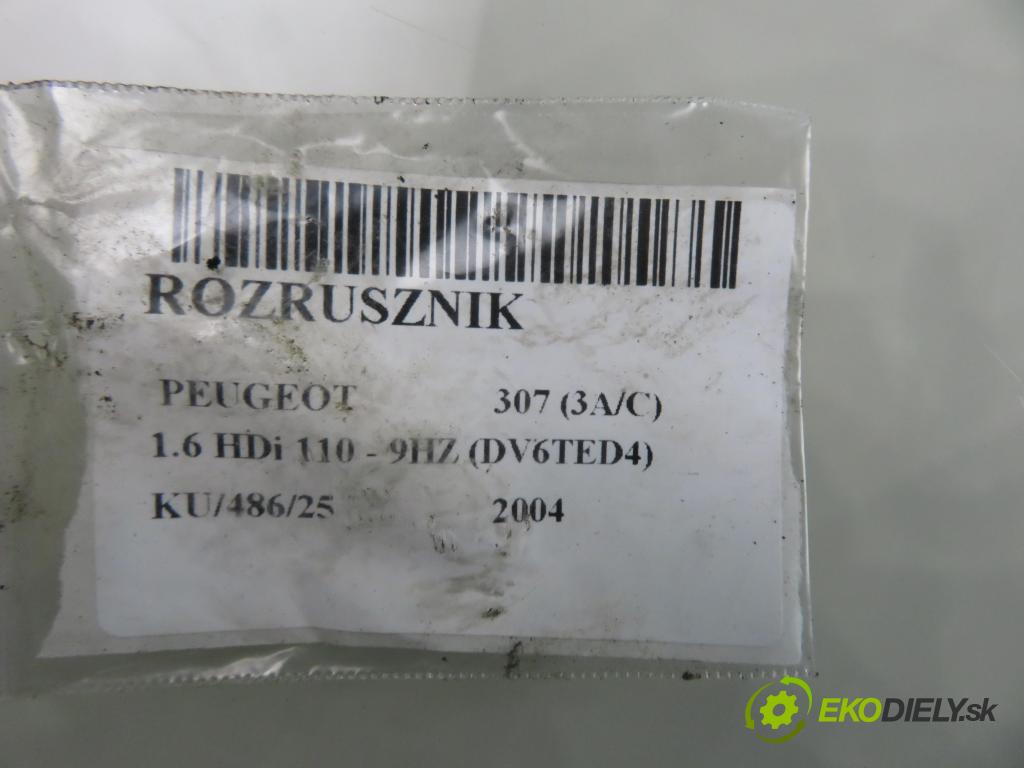 ROZRUSZNIK
PEUGEOT 307 (3A/C)
1.6 HDi 110 - 9HZ (DV6TED4)
KU/486/25 2004
EKODIELY.sk